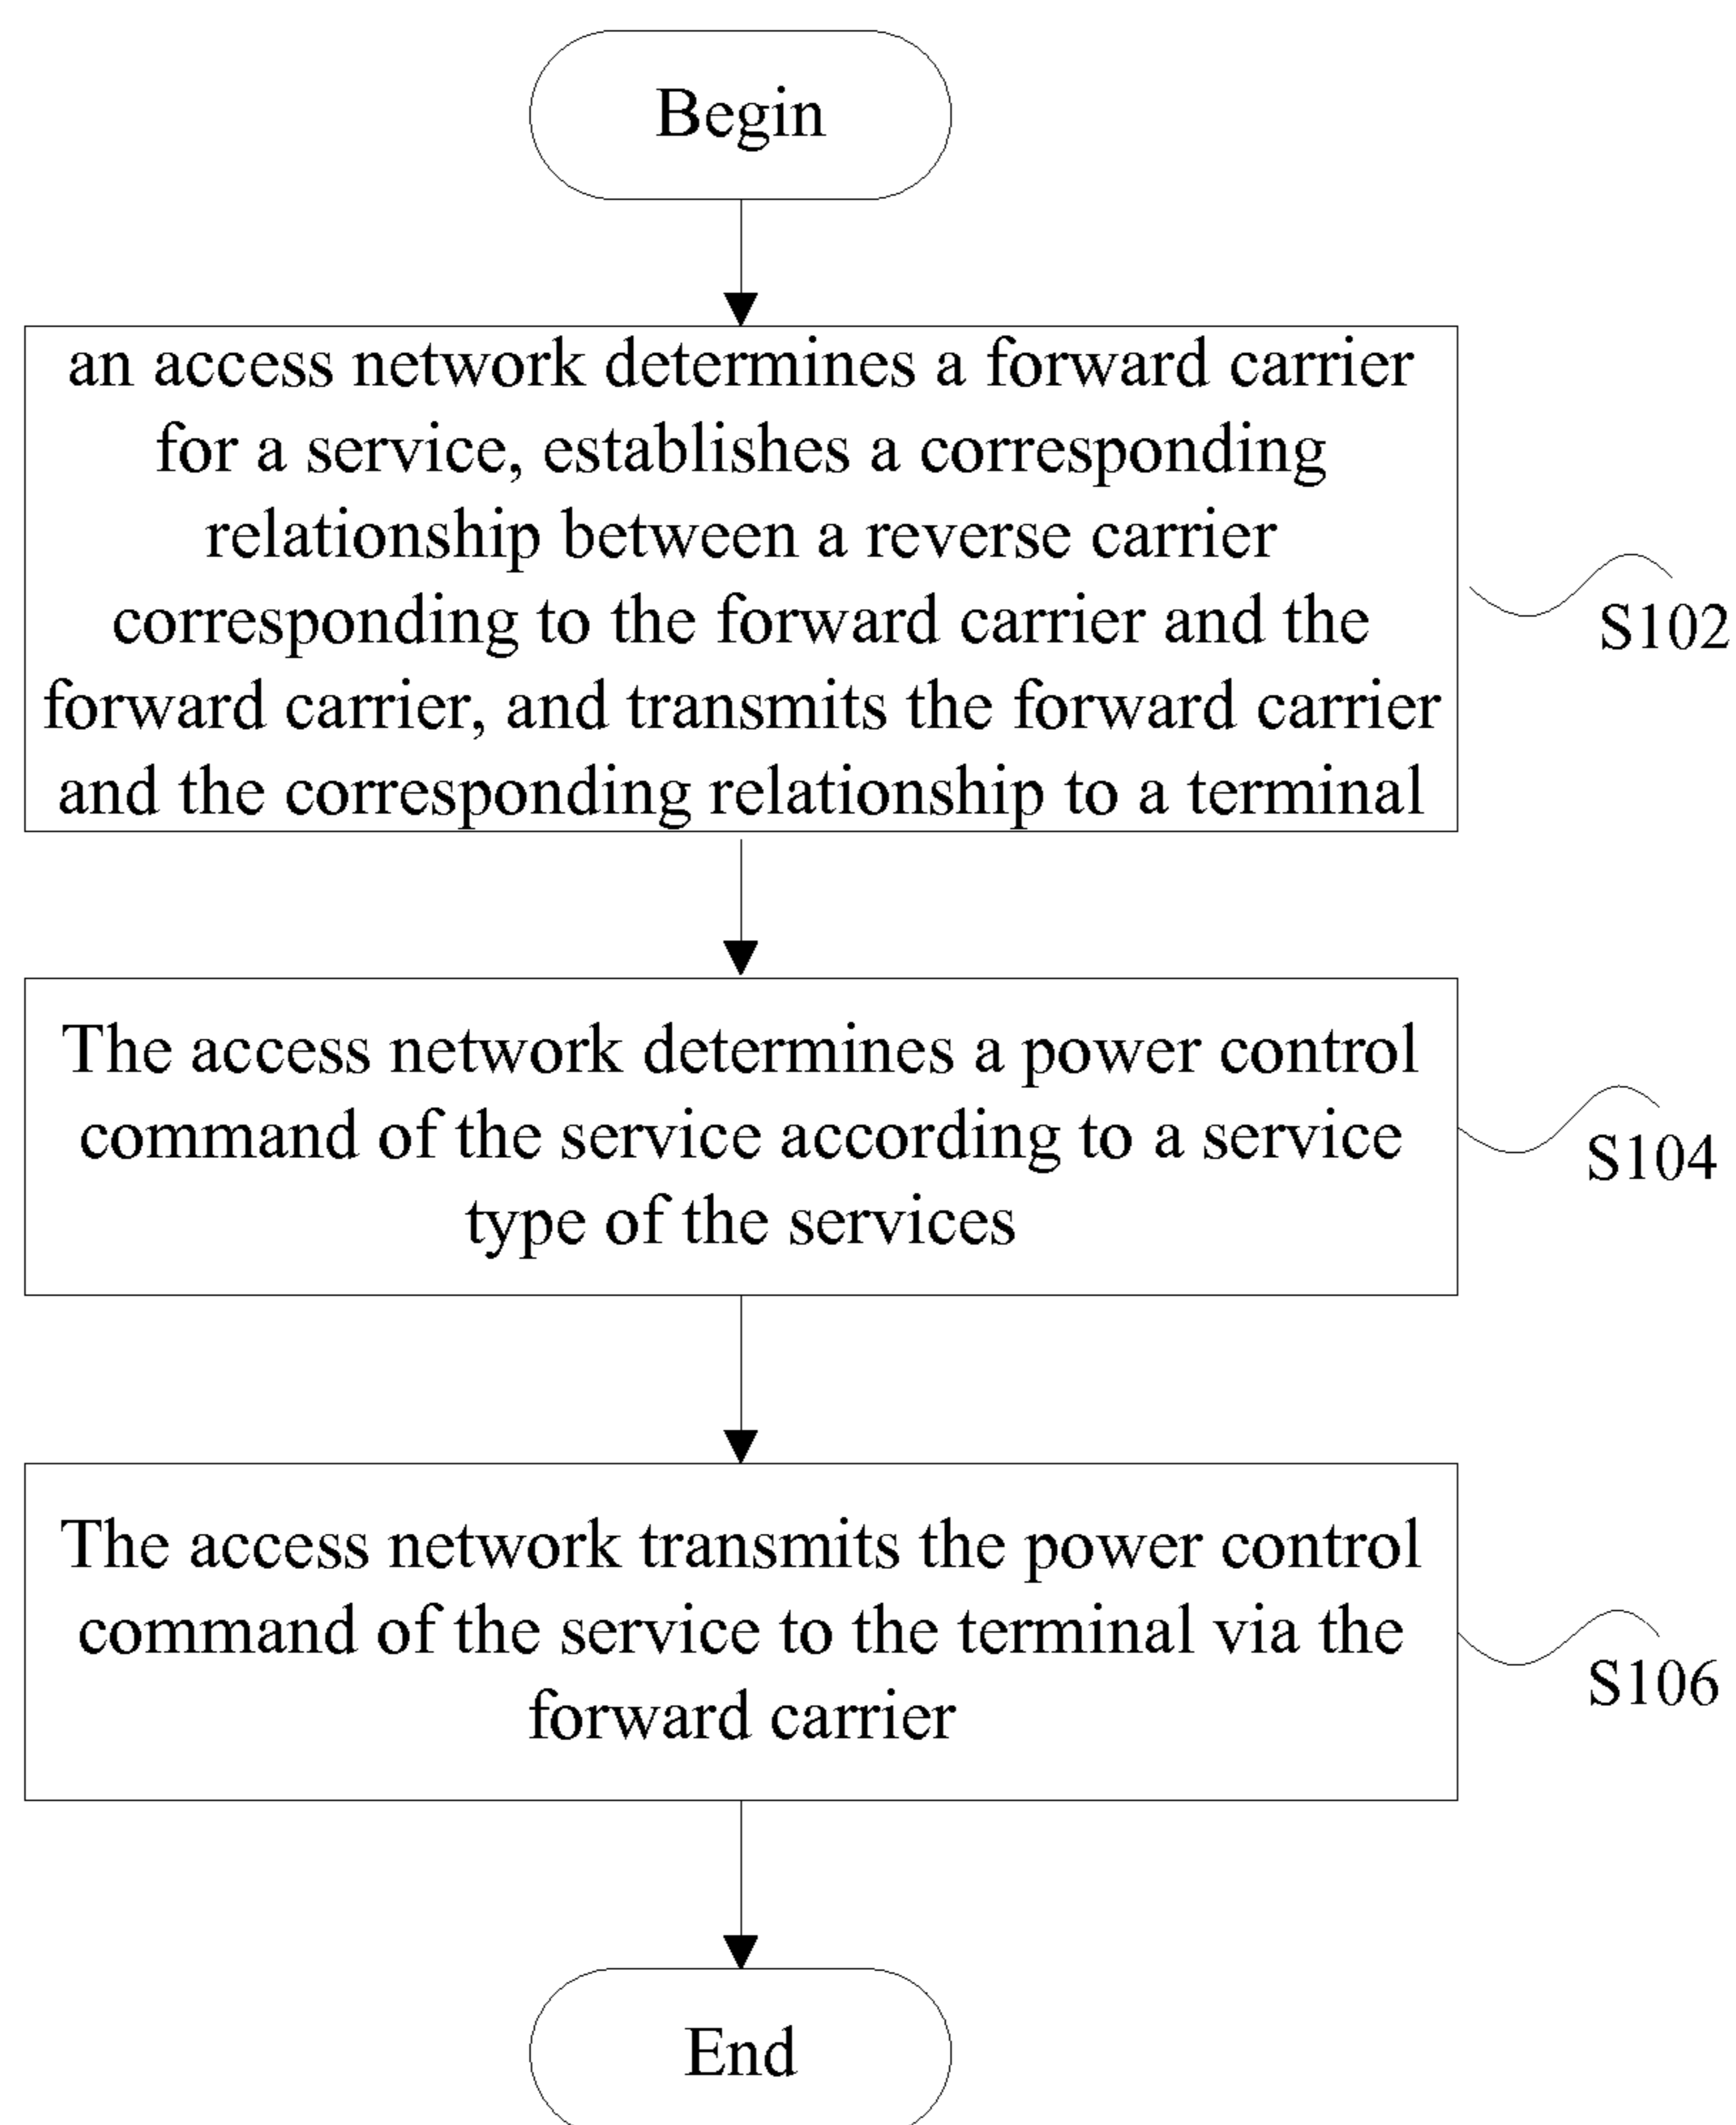 Begin
an access network determines a forward carrier
for a service, establishes a corresponding
relationship between a reverse carrier
corresponding to the forward carrier and the
forward carrier, and transmits the forward carrier
and the corresponding relationship to a terminal
S102
The access network determines a power control
command of the service according to a service
type of the services
S104
The access network transmits the power control
command of the service to the terminal via the
forward carrier
S106
End